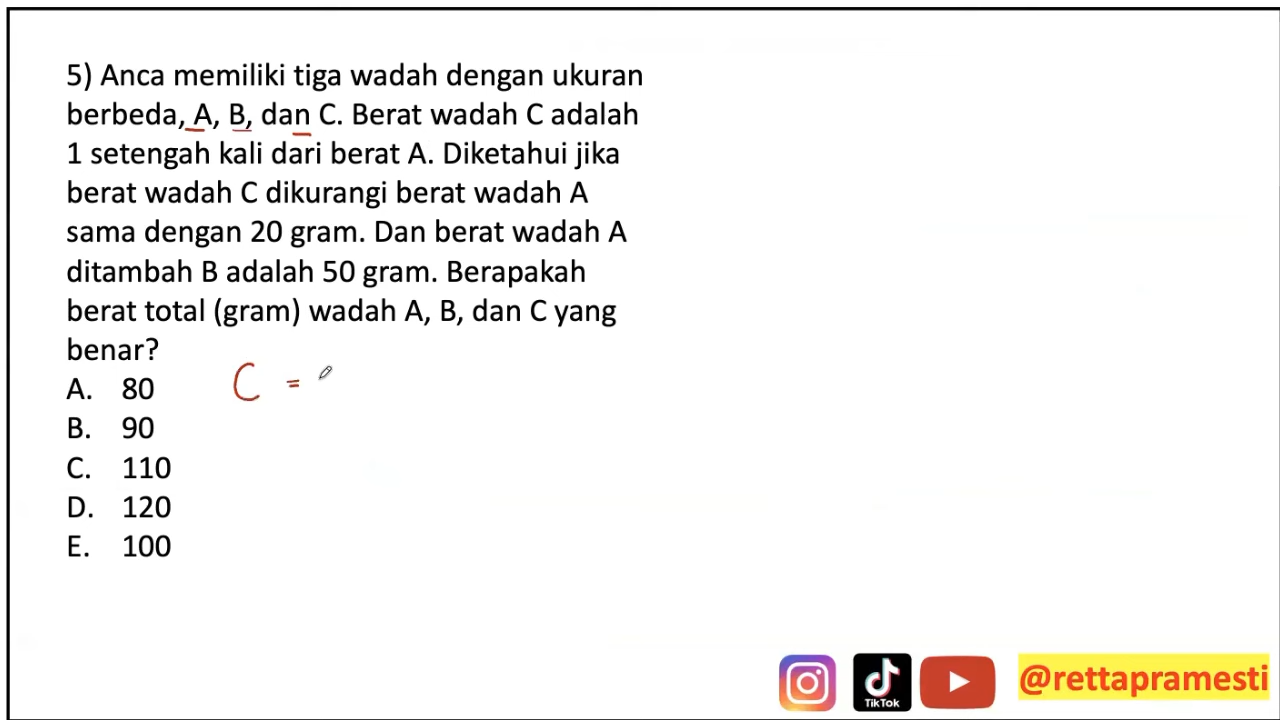 5) Anca memiliki tiga wadah dengan ukuran
berbeda, A, B, dan C. Berat wadah C adalah
1 setengah kali dari berat A. Diketahui jika
berat wadah C dikurangi berat wadah A
sama dengan 20 gram. Dan berat wadah A
ditambah B adalah 50 gram. Berapakah
berat total (gram) wadah A, B, dan C yang
benar?
A. 80
C =
B. 90
C. 110
D. 120
E. 100
TikTok
@rettapramesti